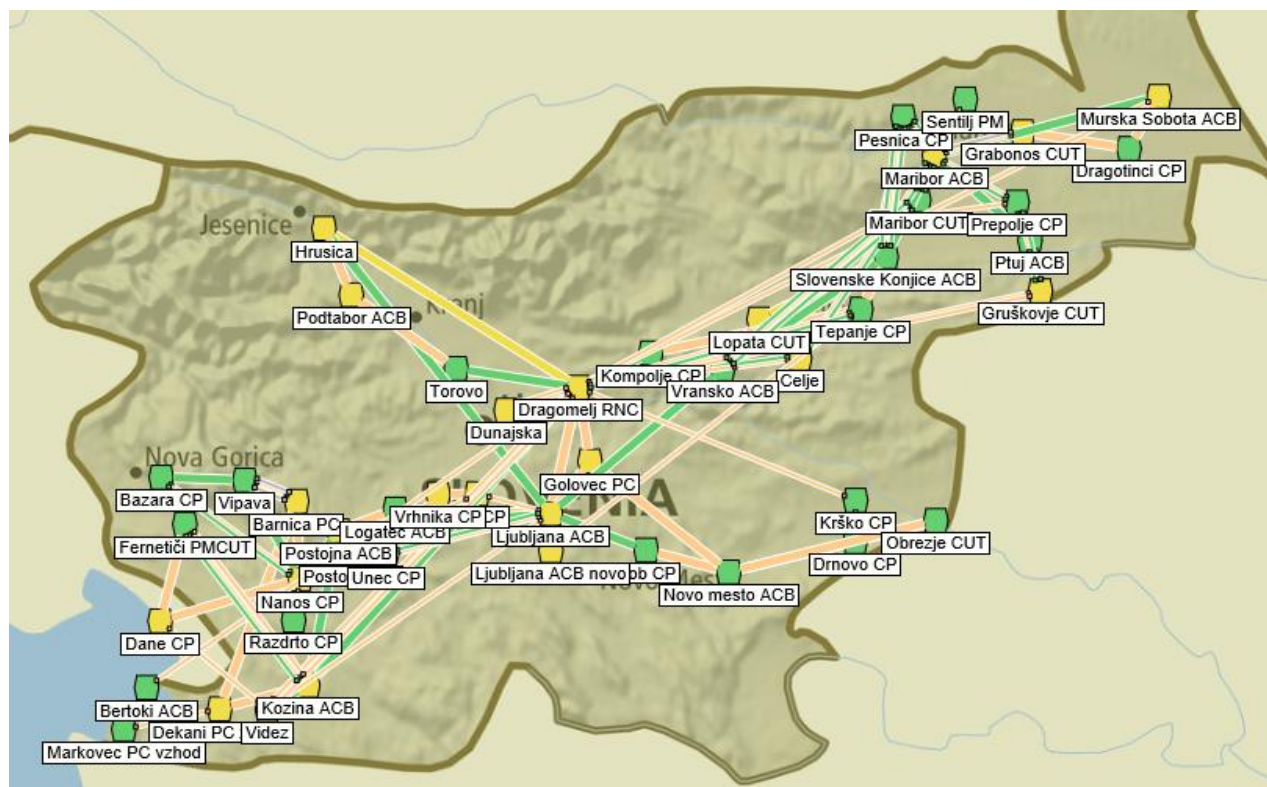 Sentilj PM
Murska Sobota ACB
Pesnica CP
Grabonos CUT
Dragotinci CP
Maribor ACB
Maribor CUT
Prepolje CP
Jesenice
Hrusica
Ptuj ACB
Slovenske Konjice ACB
Podtabor ACB
Kranj
Gruškovje CUT
Tepanje CP
Lopata CUT
Kompolje CP
Torovo
Vransko ACB
Celje
Dragomelj RNC
Dunajska
Nova Gorica
Golovec PC
Bazara CP
Vipava
Barnica PC
Vrhnika CP
CP
Krško CP
Logatec ACB
Ljubljana ACB
Obrezje CUT
Fernetiči PMCUT
Postojna ACB
Drnovo CP
Posto
Unec CP
Ljubljana ACB novo
ob CP
Novo mesto ACB
Nanos CP
Dane CP
Razdrto CP
Bertoki ACB
Kozina ACB
Dekani PC
Videz
Markovec PC vzhod